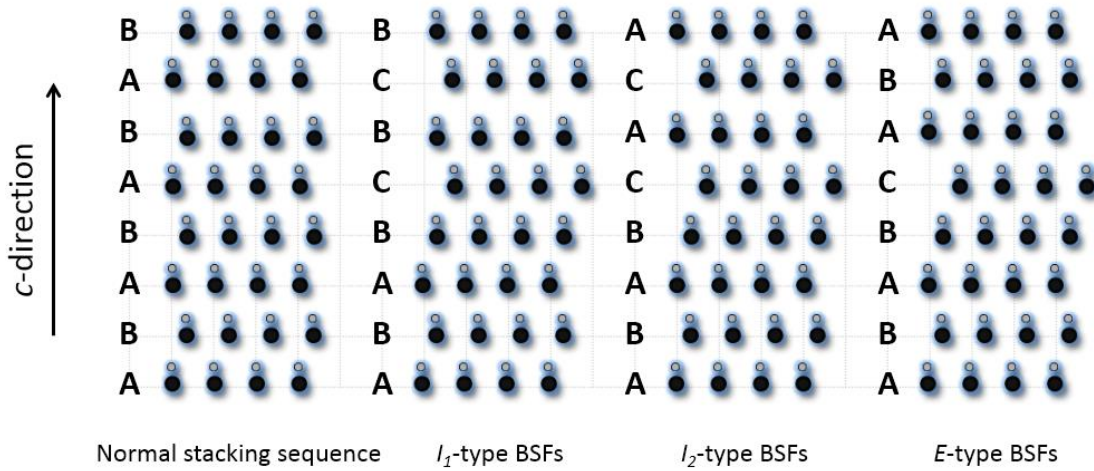 B B A A
A C C B
B B A A
A C C C
B B B B
A A A A
B B B B
A A A A
c-direction
Normal stacking sequence I1-type BSFs I2-type BSFs E-type BSFs